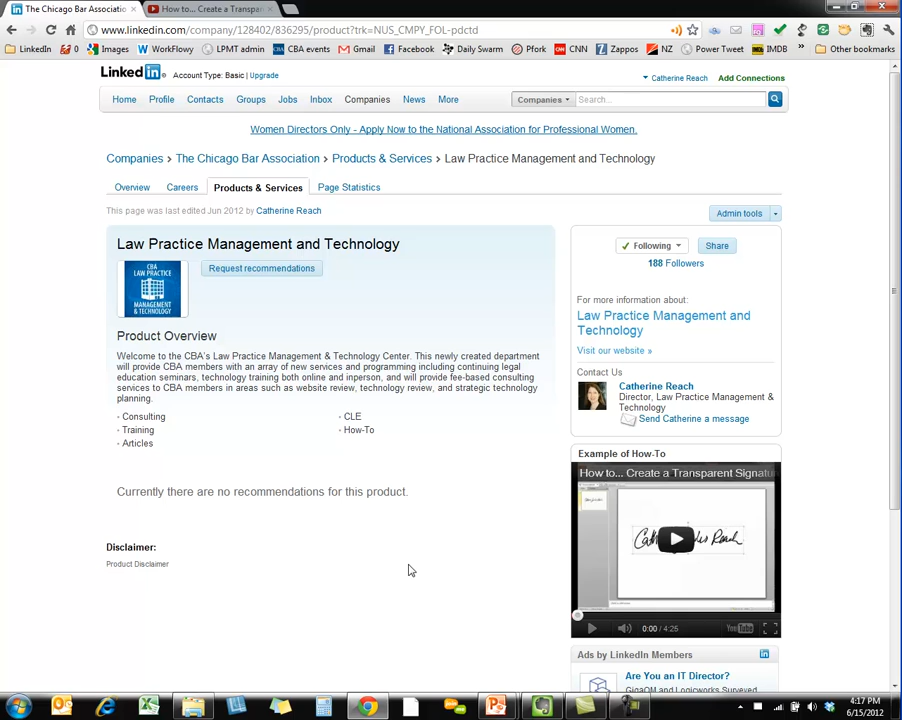 The Chicago Bar Associatio
How to... Create a Transpar
www.linkedin.com/company/128402/836295/product?trk=NUS_CMPY_FOL-pdctd
LinkedIn 0 Images WorkFlowy LPMT admin CBA events Gmail Facebook Daily Swarm Pfork CNN Zappos NZ Power Tweet IMDB » Other bookmarks
Linked in Account Type: Basic | Upgrade
Catherine Reach Add Connections
Home Profile Contacts Groups Jobs Inbox Companies News More Companies Search...
Women Directors Only - Apply Now to the National Association for Professional Women.
Companies > The Chicago Bar Association > Products & Services > Law Practice Management and Technology
Overview Careers Products & Services Page Statistics
This page was last edited Jun 2012 by Catherine Reach
Admin tools
Law Practice Management and Technology
CBA
LAW PRACTICE
MANAGEMENT
& TECHNOLOGY
Request recommendations
Product Overview
Welcome to the CBA's Law Practice Management & Technology Center. This newly created department
will provide CBA members with an array of new services and programming including continuing legal
education seminars, technology training both online and inperson, and will provide fee-based consulting
services to CBA members in areas such as website review, technology review, and strategic technology
planning.
- Consulting
- CLE
- Training
- How-To
- Articles
Currently there are no recommendations for this product.
Disclaimer:
Product Disclaimer
Following
Share
188 Followers
For more information about:
Law Practice Management and
Technology
Visit our website »
Contact Us
Catherine Reach
Director, Law Practice Management &
Technology
Send Catherine a message
Example of How-To
How to... Create a Transparent Signatu
0:00 / 4:25 YouTube
Ads by LinkedIn Members
Are You an IT Director?
GigaOM and Logicworks Surveyed
4:17 PM
6/15/2012